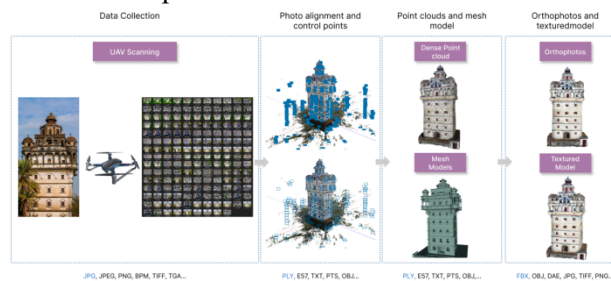 Data Collection
Photo alignment and
control points
Point clouds and mesh
model
Orthophotos and
texturedmodel
UAV Scanning
Dense Point
cloud
Orthophotos
Mesh
Models
Textured
Model
JPG, JPEG, PNG, BPM, TIFF, TGA...
PLY, E57, TXT, PTS, OBJ...
PLY, E57, TXT, PTS, OBJ,...
FBX, OBJ, DAE, JPG, TIFF, PNG...